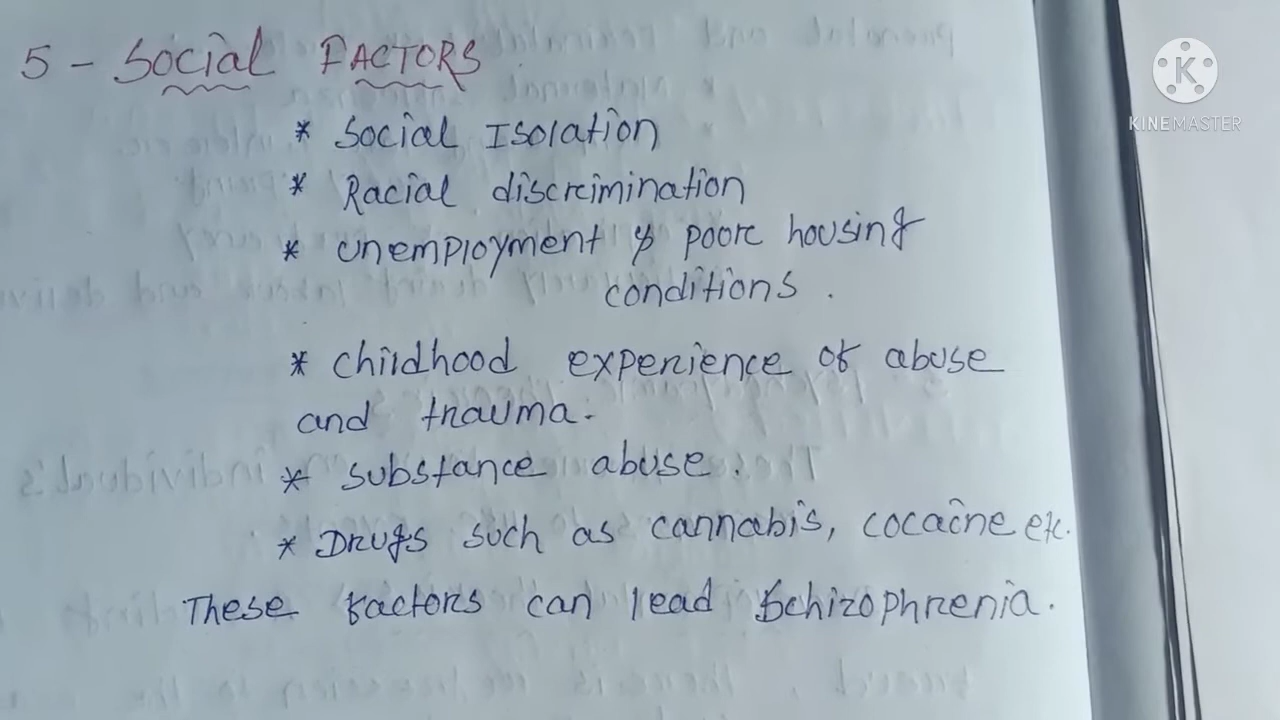 5 - Social FACTORS
* Social Isolation
* Racial discrimination
* unemployment & poor housing
conditions.
* childhood experience of abuse
and trauma.
* substance abuse.
* Drugs such as cannabis, cocaine etc.
These factors can lead Schizophrenia.
KINEMASTER